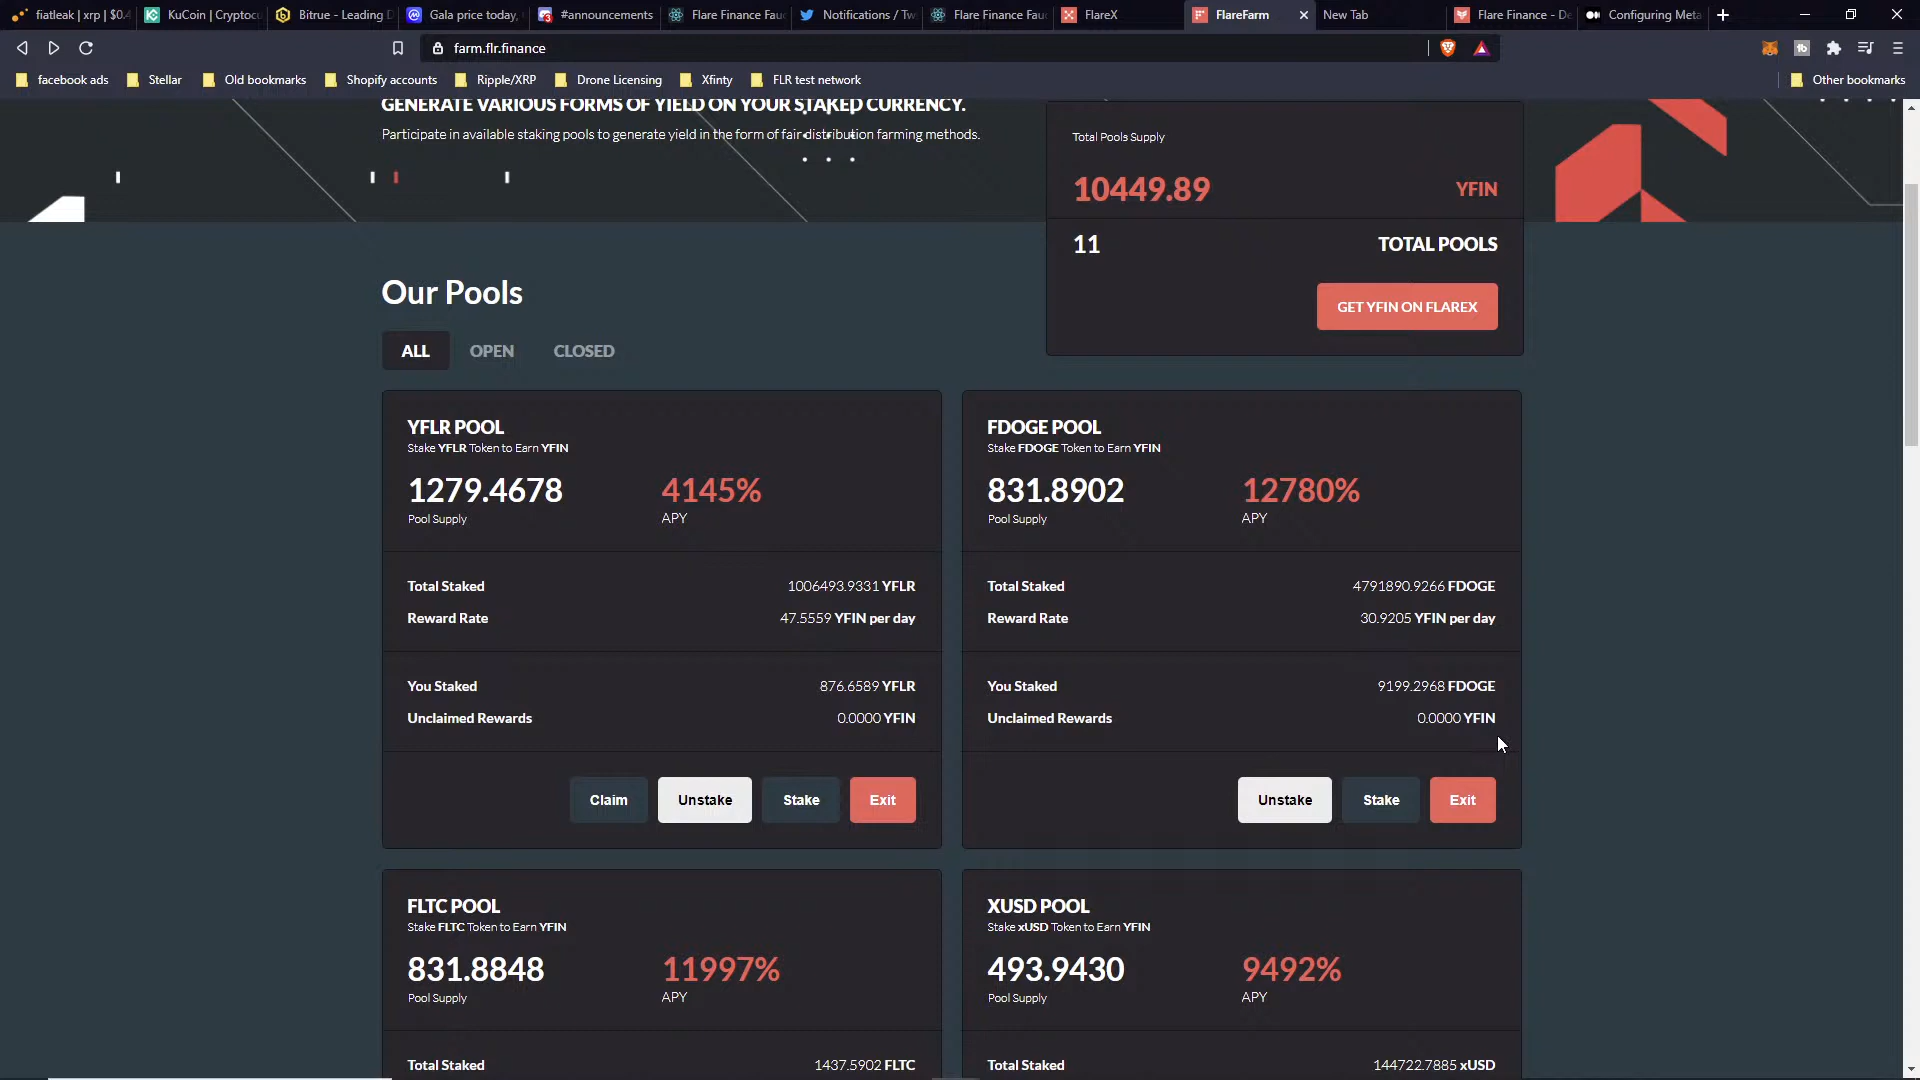 fiatleak | xrp | $0.4
KuCoin | Cryptocu
Bitrue - Leading D
Gala price today,
#announcements
Flare Finance Fau
Notifications / Tw
Flare Finance Fau
FlareX
FlareFarm
New Tab
Flare Finance - De
Configuring Meta
farm.flr.finance
facebook ads
Stellar
Old bookmarks
Shopify accounts
Ripple/XRP
Drone Licensing
Xfinty
FLR test network
Other bookmarks
GENERATE VARIOUS FORMS OF YIELD ON YOUR STAKED CURRENCY.
Participate in available staking pools to generate yield in the form of fair distribution farming methods.
Total Pools Supply
10449.89 YFIN
11 TOTAL POOLS
GET YFIN ON FLAREX
Our Pools
ALL OPEN CLOSED
YFLR POOL
Stake YFLR Token to Earn YFIN
1279.4678 4145%
Pool Supply APY
Total Staked 1006493.9331 YFLR
Reward Rate 47.5559 YFIN per day
You Staked 876.6589 YFLR
Unclaimed Rewards 0.0000 YFIN
Claim Unstake Stake Exit
FDOGE POOL
Stake FDOGE Token to Earn YFIN
831.8902 12780%
Pool Supply APY
Total Staked 4791890.9266 FDOGE
Reward Rate 30.9205 YFIN per day
You Staked 9199.2968 FDOGE
Unclaimed Rewards 0.0000 YFIN
Unstake Stake Exit
FLTC POOL
Stake FLTC Token to Earn YFIN
831.8848 11997%
Pool Supply APY
Total Staked 1437.5902 FLTC
XUSD POOL
Stake xUSD Token to Earn YFIN
493.9430 9492%
Pool Supply APY
Total Staked 144722.7885 xUSD